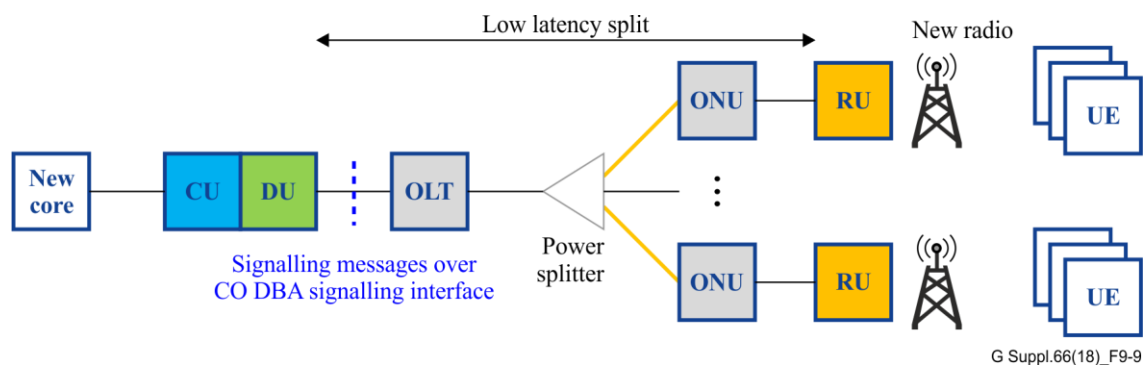 Low latency split
New radio
New
core
CU
DU
OLT
ONU
RU
UE
Signalling messages over
CO DBA signalling interface
Power
splitter
ONU
RU
UE
G Suppl.66(18)_F9-9